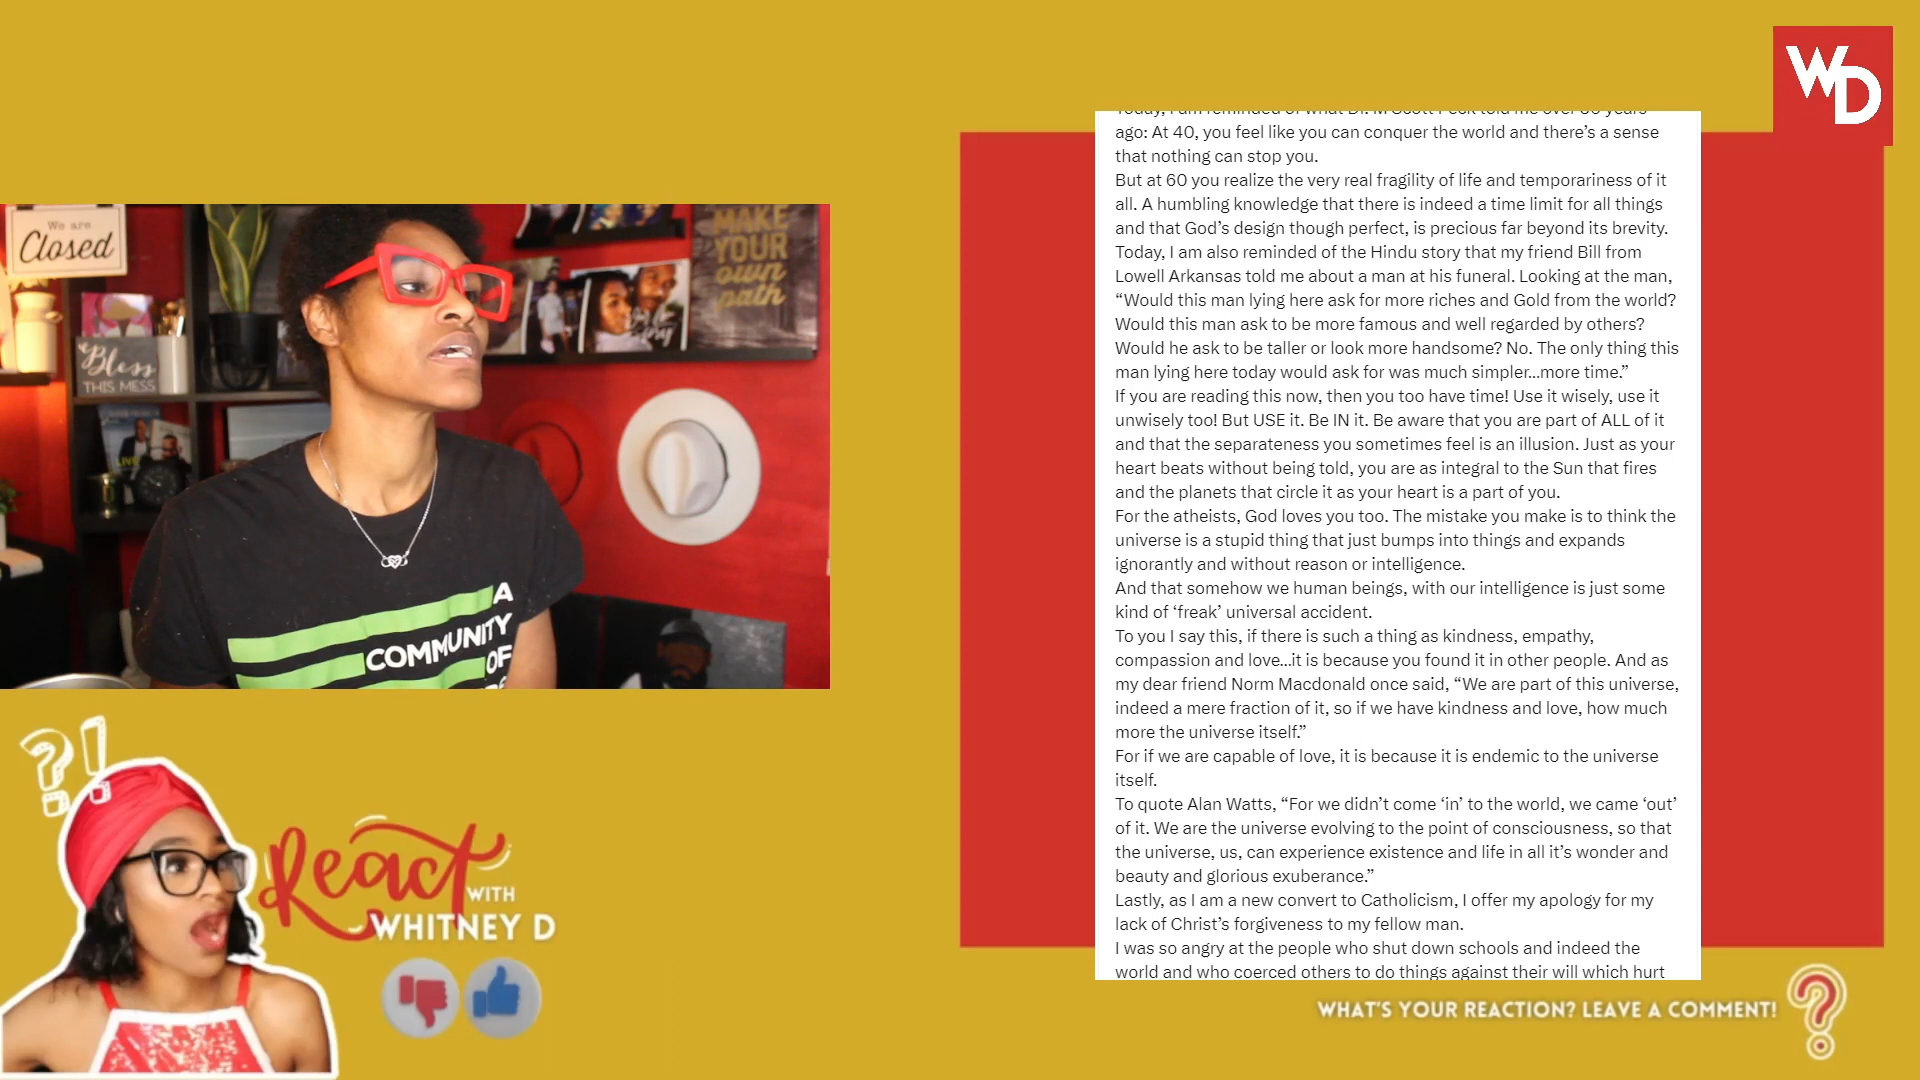 WD
Today, I am reminded of what Dr. M Scott Peck told me over 30 years
ago: At 40, you feel like you can conquer the world and there’s a sense
that nothing can stop you.
But at 60 you realize the very real fragility of life and temporariness of it
all. A humbling knowledge that there is indeed a time limit for all things
and that God’s design though perfect, is precious far beyond its brevity.
Today, I am also reminded of the Hindu story that my friend Bill from
Lowell Arkansas told me about a man at his funeral. Looking at the man,
“Would this man lying here ask for more riches and Gold from the world?
Would this man ask to be more famous and well regarded by others?
Would he ask to be taller or look more handsome? No. The only thing this
man lying here today would ask for was much simpler...more time.”
If you are reading this now, then you too have time! Use it wisely, use it
unwisely too! But USE it. Be IN it. Be aware that you are part of ALL of it
and that the separateness you sometimes feel is an illusion. Just as your
heart beats without being told, you are as integral to the Sun that fires
and the planets that circle it as your heart is a part of you.
For the atheists, God loves you too. The mistake you make is to think the
universe is a stupid thing that just bumps into things and expands
ignorantly and without reason or intelligence.
And that somehow we human beings, with our intelligence is just some
kind of ‘freak’ universal accident.
To you I say this, if there is such a thing as kindness, empathy,
compassion and love...it is because you found it in other people. And as
my dear friend Norm Macdonald once said, “We are part of this universe,
indeed a mere fraction of it, so if we have kindness and love, how much
more the universe itself.”
For if we are capable of love, it is because it is endemic to the universe
itself.
To quote Alan Watts, “For we didn’t come ‘in’ to the world, we came ‘out’
of it. We are the universe evolving to the point of consciousness, so that
the universe, us, can experience existence and life in all it’s wonder and
beauty and glorious exuberance.”
Lastly, as I am a new convert to Catholicism, I offer my apology for my
lack of Christ’s forgiveness to my fellow man.
I was so angry at the people who shut down schools and indeed the
world and who coerced others to do things against their will which hurt
We are
Closed
MAKE
YOUR
own
path
Bless
THIS MESS
A
COMMUNITY
OF
?!
React
WITH
WHITNEY D
WHAT'S YOUR REACTION? LEAVE A COMMENT!
?